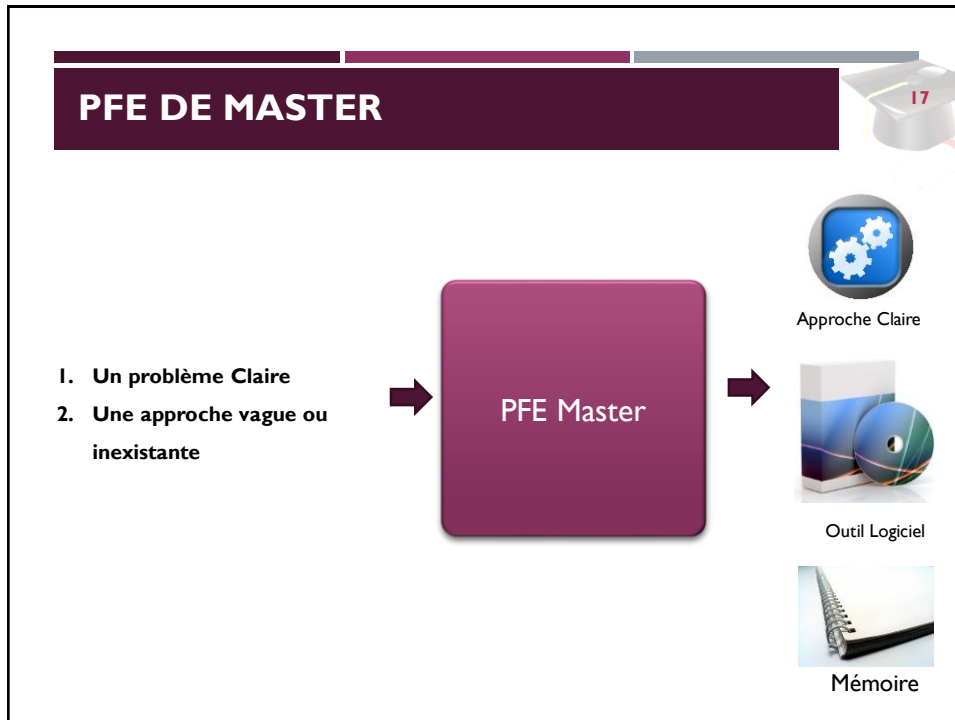 PFE DE MASTER
17
1. Un problème Claire
2. Une approche vague ou
inexistante
PFE Master
Approche Claire
Outil Logiciel
Mémoire